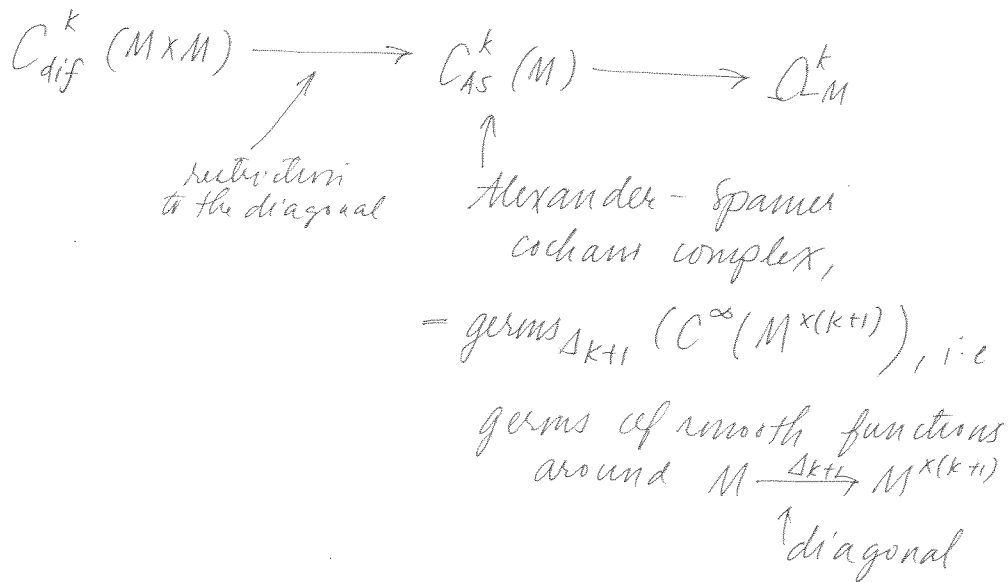 C^k_dif (M×M) ⟶ C^k_AS (M) ⟶ Ω^k_M
restriction
to the diagonal
Alexander - Spanier
cochains complex,
= germs_Δk+1 (C^∞(M^×(k+1)), i.e
germs of smooth functions
around M ⟶^Δk+1 M^×(k+1)
diagonal